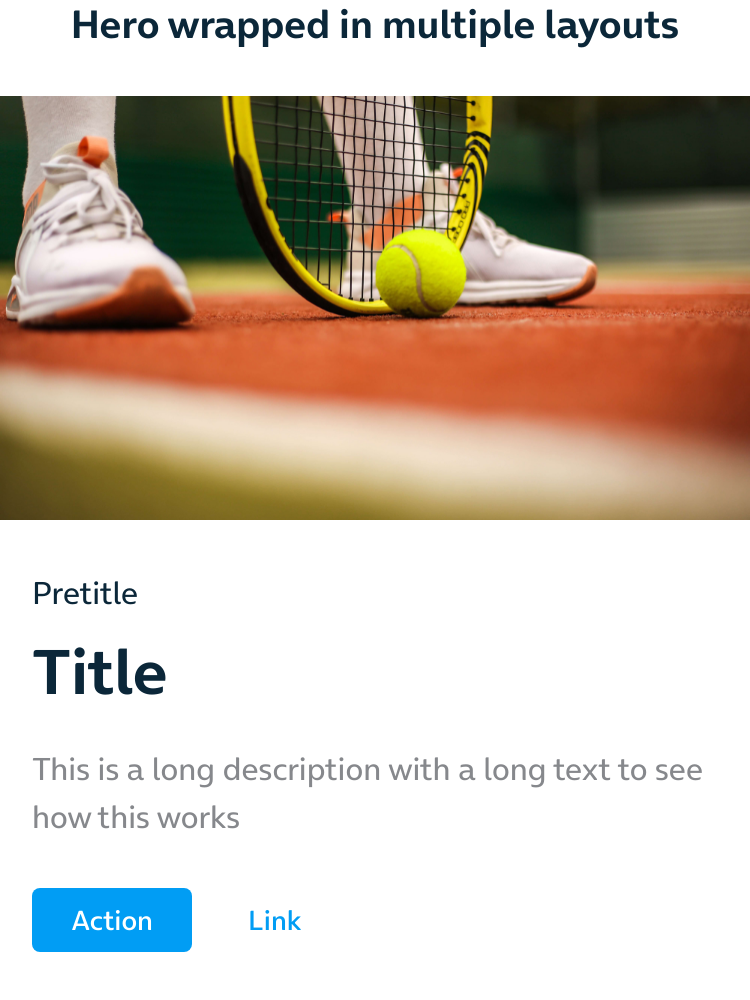 Hero wrapped in multiple layouts
Pretitle
Title
This is a long description with a long text to see
how this works
Action
Link